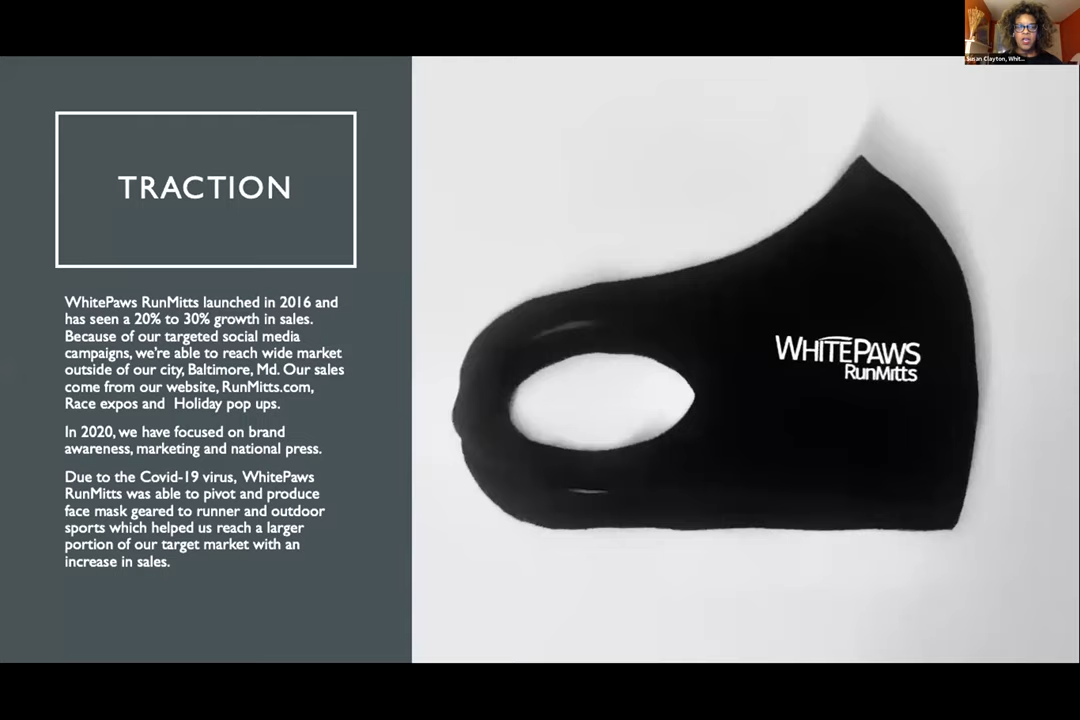 Susan Clayton, Whit...
TRACTION
WhitePaws RunMitts launched in 2016 and
has seen a 20% to 30% growth in sales.
Because of our targeted social media
campaigns, we're able to reach wide market
outside of our city, Baltimore, Md. Our sales
come from our website, RunMitts.com,
Race expos and Holiday pop ups.
In 2020, we have focused on brand
awareness, marketing and national press.
Due to the Covid-19 virus, WhitePaws
RunMitts was able to pivot and produce
face mask geared to runner and outdoor
sports which helped us reach a larger
portion of our target market with an
increase in sales.
WHITEPAWS
RunMitts